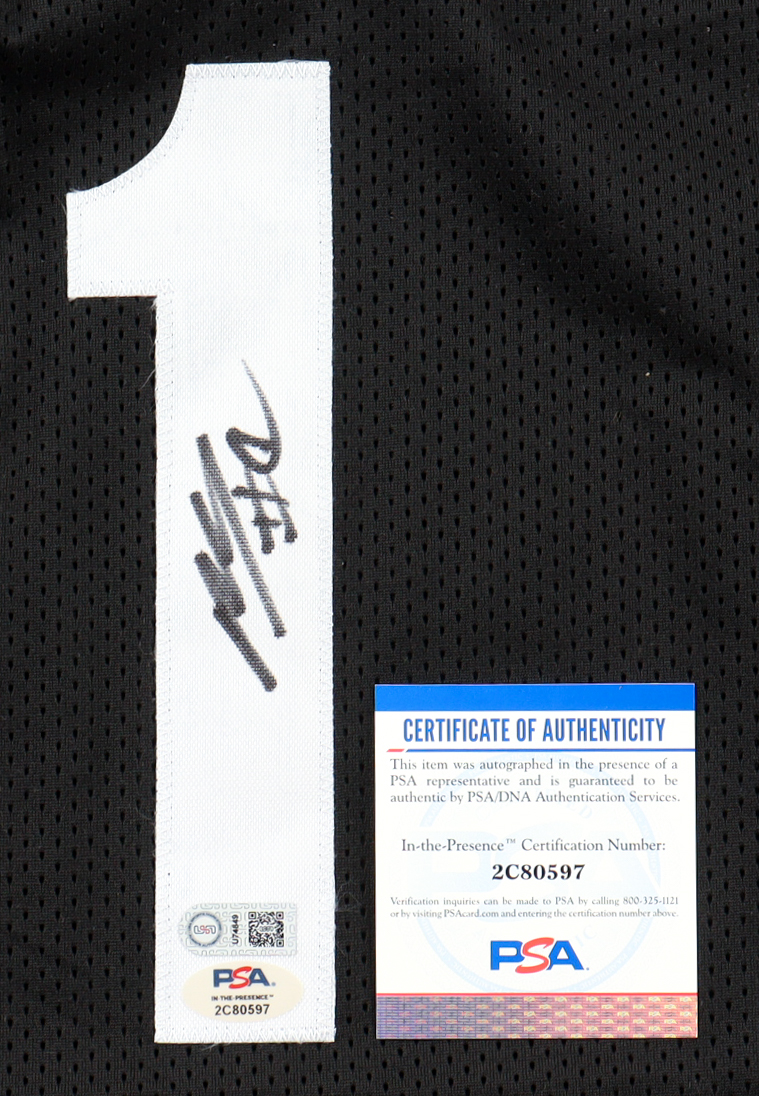 1
U74849
PSA
IN-THE-PRESENCE™
2C80597
CERTIFICATE OF AUTHENTICITY
This item was autographed in the presence of a
PSA representative and is guaranteed to be
authentic by PSA/DNA Authentication Services.
In-the-Presence™ Certification Number:
2C80597
Verification inquiries can be made to PSA by calling 800-325-1121
or by visiting PSAcard.com and entering the certification number above.
PSA